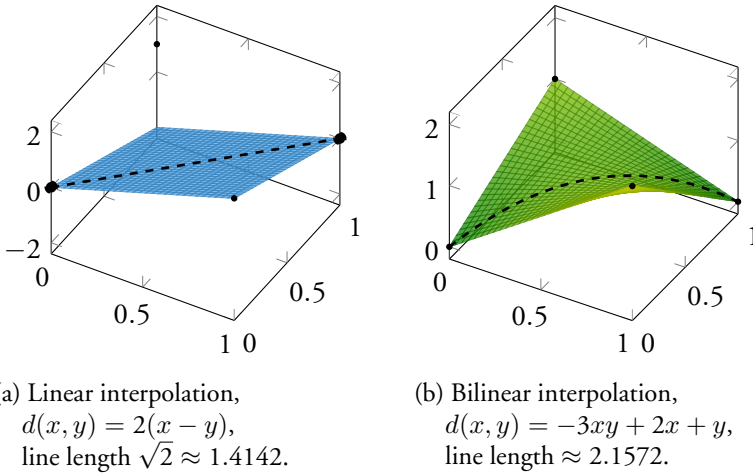 2
0
−2
0
0.5
1 0
0.5
1
2
1
0
0
0.5
1 0
0.5
1
a) Linear interpolation,
d(x, y) = 2(x − y),
line length √2 ≈ 1.4142.
(b) Bilinear interpolation,
d(x, y) = −3xy + 2x + y,
line length ≈ 2.1572.